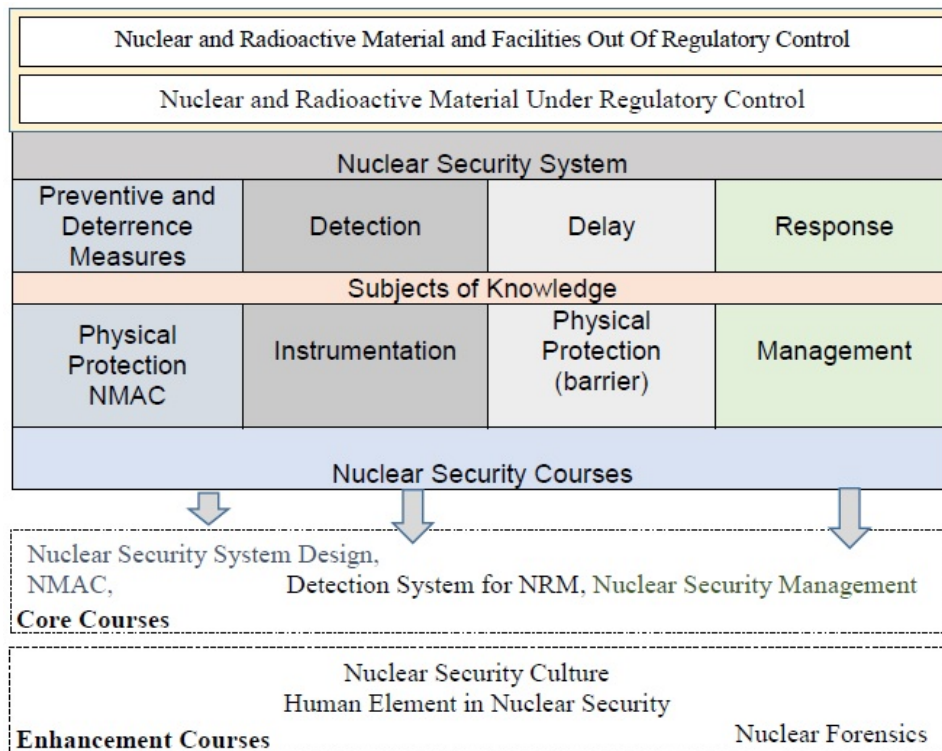 Nuclear and Radioactive Material and Facilities Out Of Regulatory Control
Nuclear and Radioactive Material Under Regulatory Control
Nuclear Security System
Preventive and
Deterrence
Measures
Detection
Delay
Response
Subjects of Knowledge
Physical
Protection
NMAC
Instrumentation
Physical
Protection
(barrier)
Management
Nuclear Security Courses
Nuclear Security System Design,
NMAC, Detection System for NRM, Nuclear Security Management
Core Courses
Nuclear Security Culture
Human Element in Nuclear Security
Enhancement Courses Nuclear Forensics